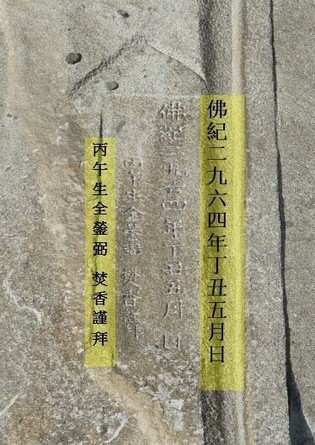 佛紀二九六四年丁丑五月日
丙午生全鎣弼 焚香謹拜